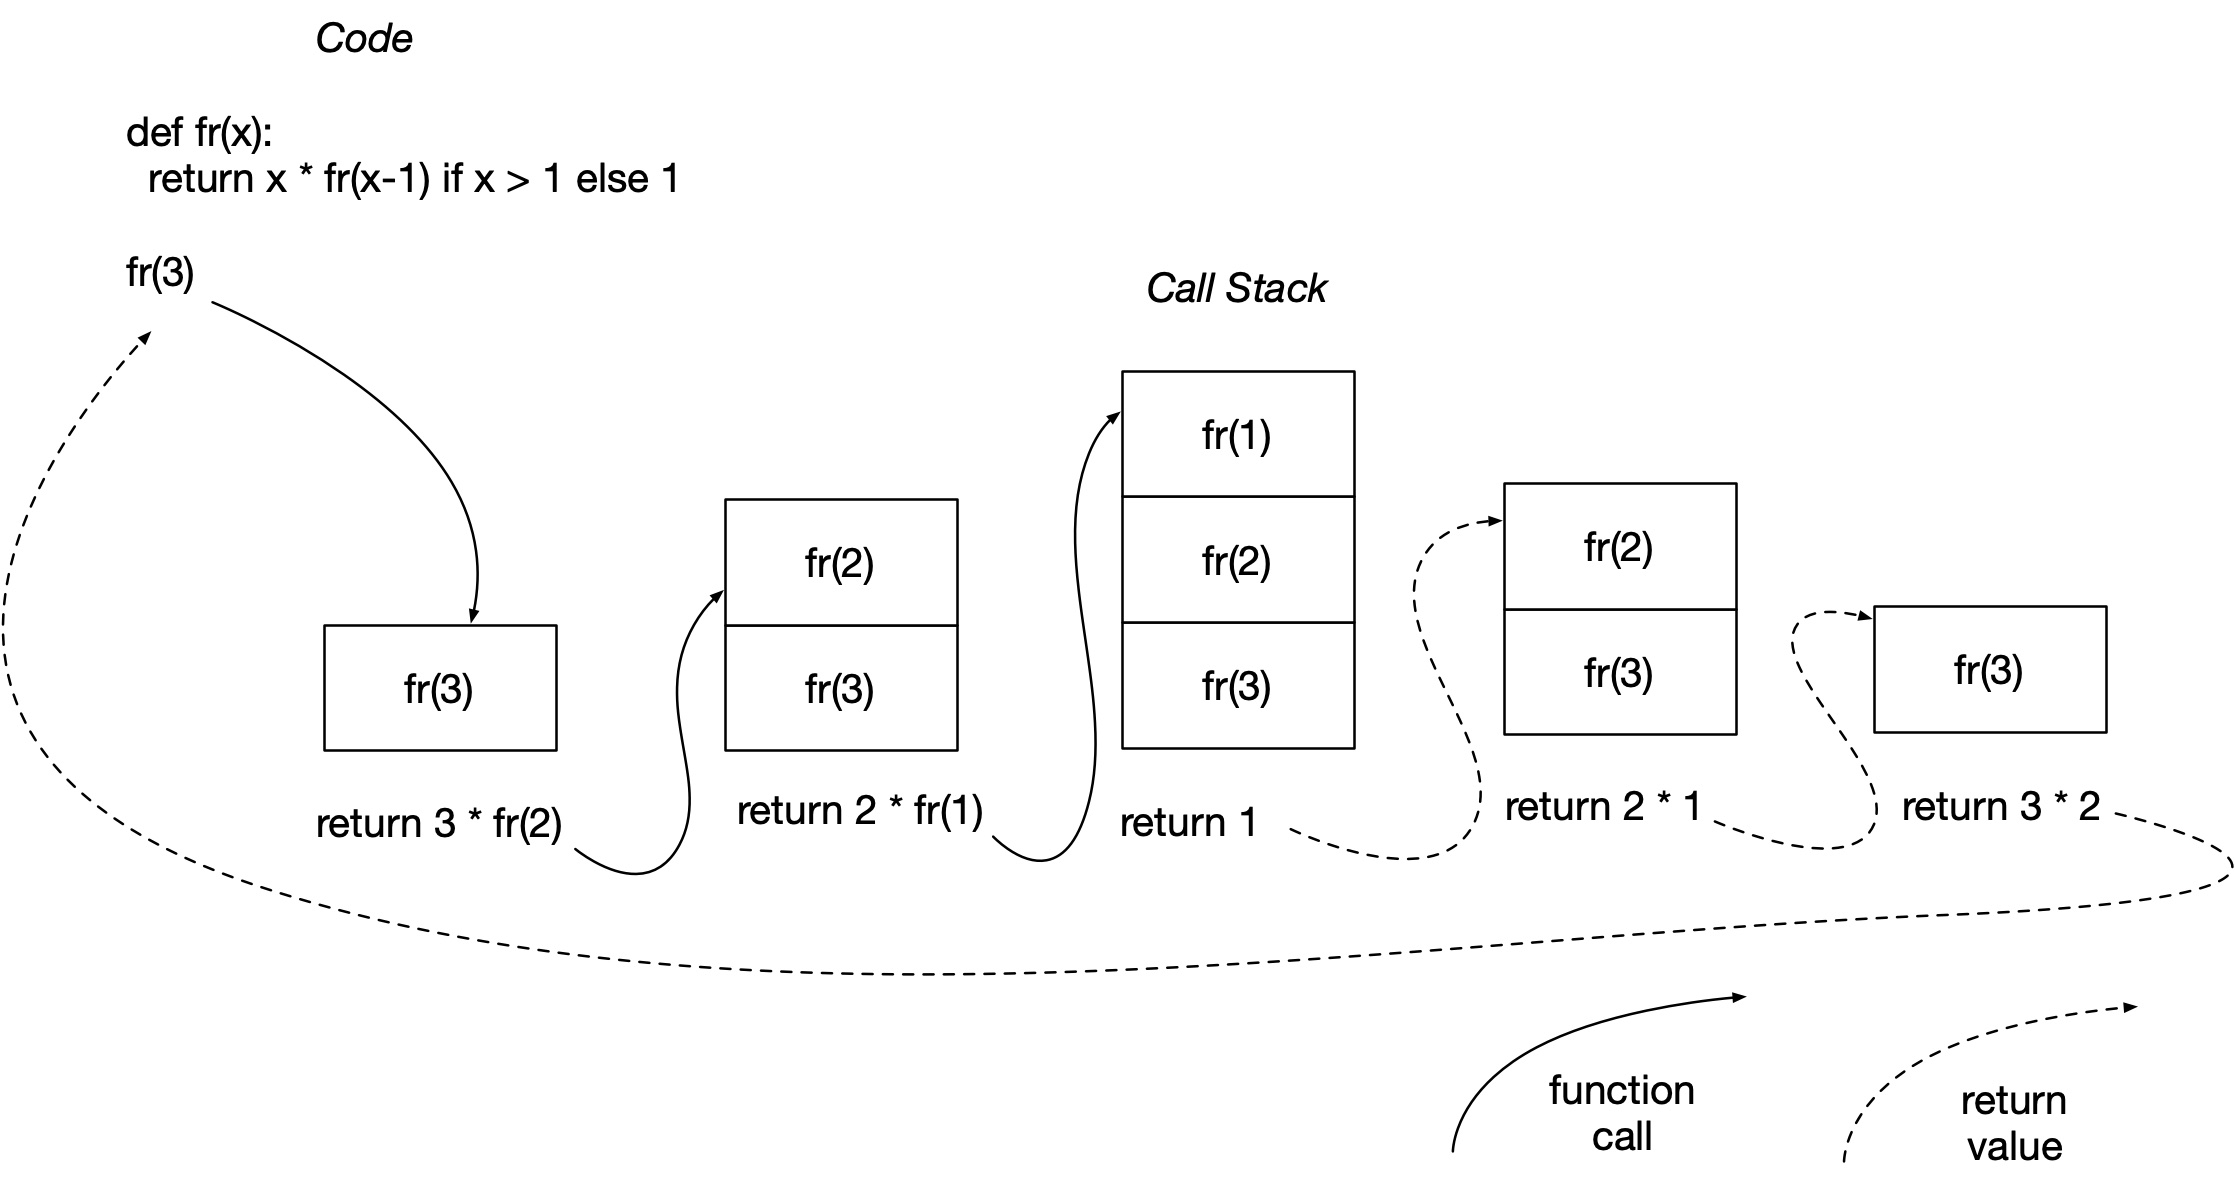 Code
def fr(x):
return x * fr(x-1) if x > 1 else 1
fr(3)
Call Stack
fr(3)
return 3 * fr(2)
fr(2)
fr(3)
return 2 * fr(1)
fr(1)
fr(2)
fr(3)
return 1
fr(2)
fr(3)
return 2 * 1
fr(3)
return 3 * 2
function
call
return
value